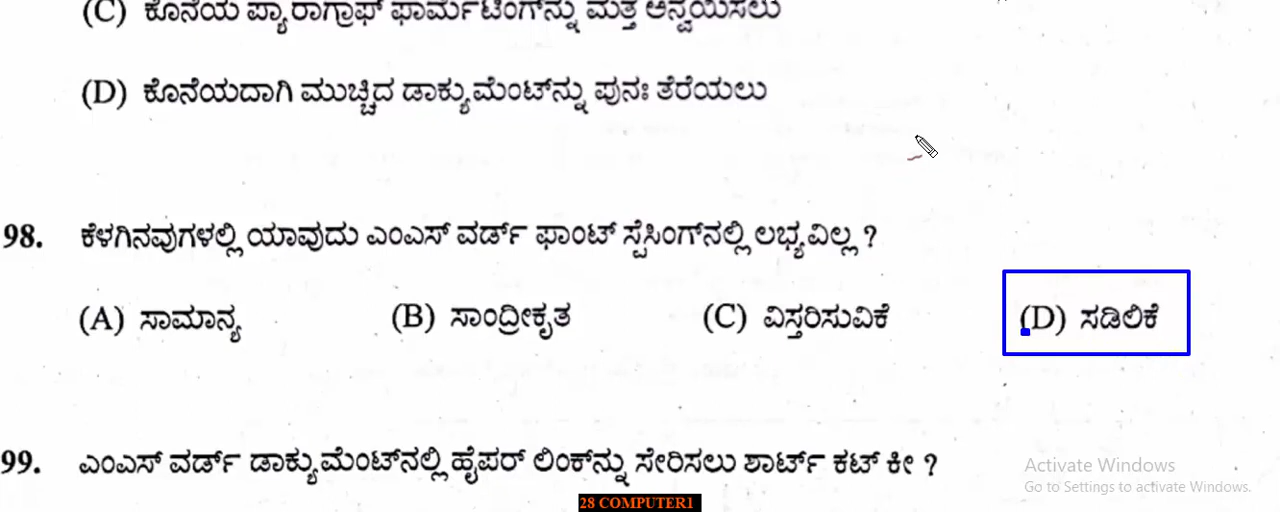 (C) ಕೊನೆಯ ಪ್ಯಾರಾಗ್ರಾಫ್ ಫಾರ್ಮೆಟಿಂಗ್‌ನ್ನು ಮತ್ತೆ ಅನ್ವಯಿಸಲು
(D) ಕೊನೆಯದಾಗಿ ಮುಚ್ಚಿದ ಡಾಕ್ಯುಮೆಂಟ್‌ನ್ನು ಪುನಃ ತೆರೆಯಲು
98. ಕೆಳಗಿನವುಗಳಲ್ಲಿ ಯಾವುದು ಎಂಎಸ್ ವರ್ಡ್ ಫಾಂಟ್ ಸ್ಪೆಸಿಂಗ್‌ನಲ್ಲಿ ಲಭ್ಯವಿಲ್ಲ ?
(A) ಸಾಮಾನ್ಯ (B) ಸಾಂದ್ರೀಕೃತ (C) ವಿಸ್ತರಿಸುವಿಕೆ (D) ಸಡಿಲಿಕೆ
99. ಎಂಎಸ್ ವರ್ಡ್ ಡಾಕ್ಯುಮೆಂಟ್‌ನಲ್ಲಿ ಹೈಪರ್ ಲಿಂಕ್‌ನ್ನು ಸೇರಿಸಲು ಶಾರ್ಟ್ ಕಟ್ ಕೀ ?
Activate Windows
Go to Settings to activate Windows.
28 COMPUTER1